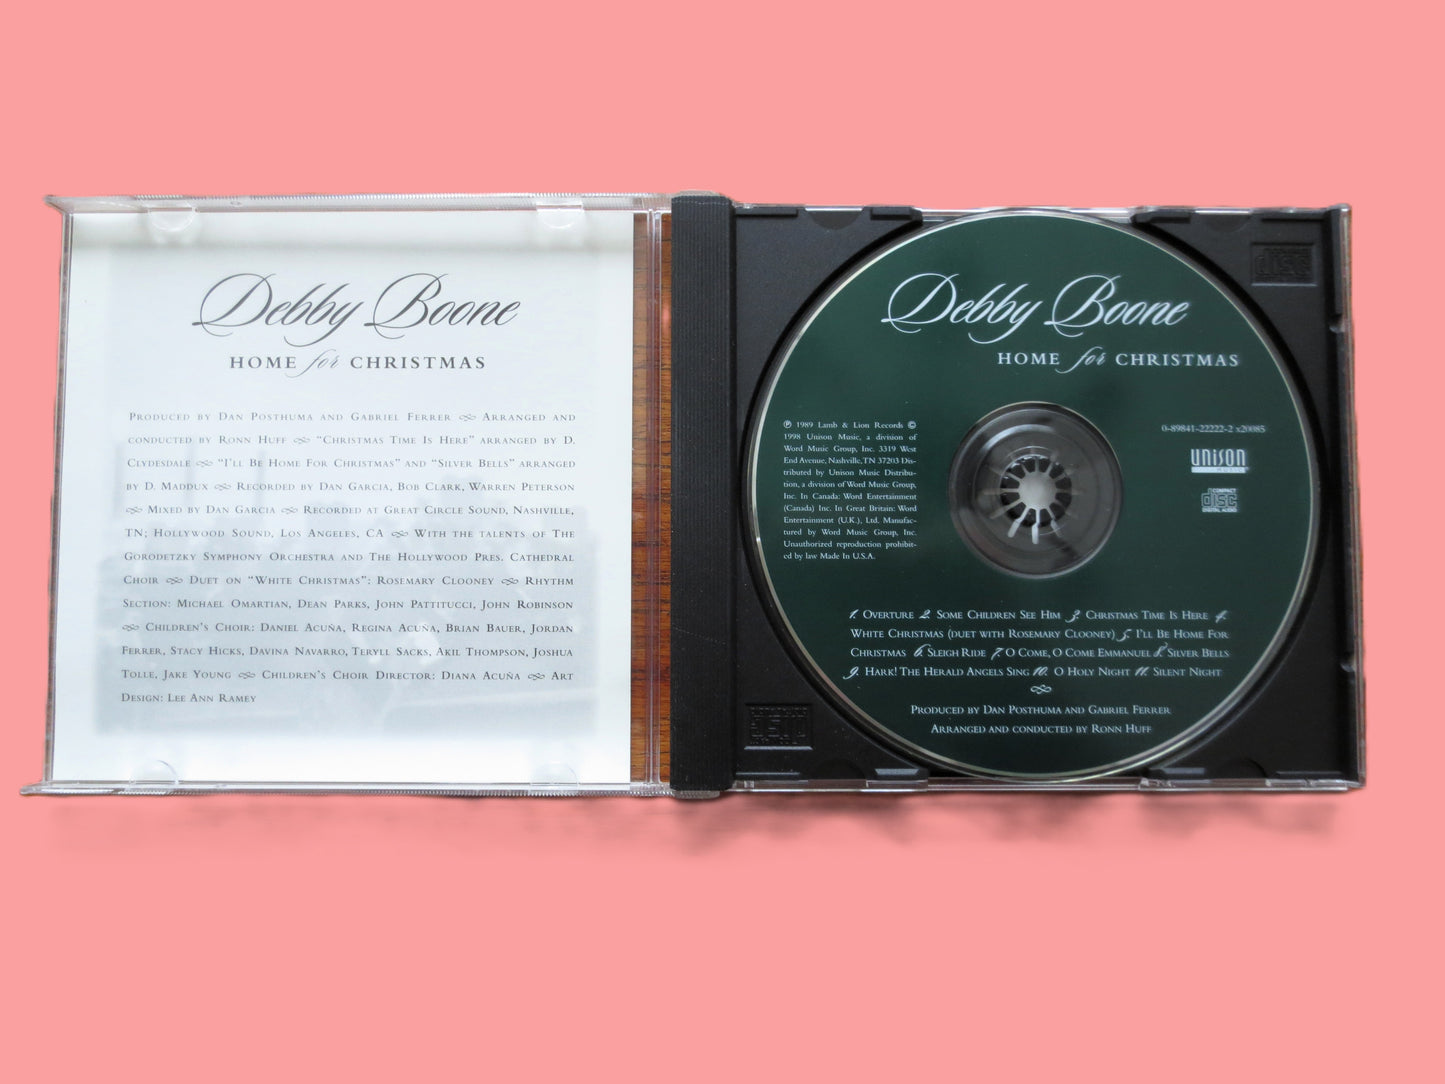 Debby Boone
HOME for CHRISTMAS
PRODUCED BY DAN POSTHUMA AND GABRIEL FERRER ARRANGED AND
CONDUCTED BY RONN HUFF "CHRISTMAS TIME IS HERE" ARRANGED BY D.
CLYDESDALE "I'LL BE HOME FOR CHRISTMAS" AND "SILVER BELLS" ARRANGED
BY D. MADDUX RECORDED BY DAN GARCIA, BOB CLARK, WARREN PETERSON
MIXED BY DAN GARCIA RECORDED AT GREAT CIRCLE SOUND, NASHVILLE,
TN; HOLLYWOOD SOUND, LOS ANGELES, CA WITH THE TALENTS OF THE
GORODETZKY SYMPHONY ORCHESTRA AND THE HOLLYWOOD PRES. CATHEDRAL
CHOIR DUET ON "WHITE CHRISTMAS": ROSEMARY CLOONEY RHYTHM
SECTION: MICHAEL OMARTIAN, DEAN PARKS, JOHN PATTITUCCI, JOHN ROBINSON
CHILDREN'S CHOIR: DANIEL ACUÑA, REGINA ACUÑA, BRIAN BAUER, JORDAN
FERRER, STACY HICKS, DAVINA NAVARRO, TERYLL SACKS, AKIL THOMPSON, JOSHUA
TOLLE, JAKE YOUNG CHILDREN'S CHOIR DIRECTOR: DIANA ACUÑA ART
DESIGN: LEE ANN RAMEY
Debby Boone
HOME for CHRISTMAS
℗ 1989 Lamb & Lion Records ©
1998 Unison Music, a division of
Word Music Group, Inc. 3319 West
End Avenue, Nashville, TN 37203 Dis-
tributed by Unison Music Distribu-
tion, a division of Word Music Group,
Inc. In Canada: Word Entertainment
(Canada) Inc. In Great Britain: Word
Entertainment (U.K.), Ltd. Manufac-
tured by Word Music Group, Inc.
Unauthorized reproduction prohibit-
ed by law Made In U.S.A.
0-89841-22222-2 x20085
UNISON
COMPACT
disc
DIGITAL AUDIO
1. OVERTURE 2. SOME CHILDREN SEE HIM 3. CHRISTMAS TIME IS HERE 4.
WHITE CHRISTMAS (DUET WITH ROSEMARY CLOONEY) 5. I'LL BE HOME FOR
CHRISTMAS 6. SLEIGH RIDE 7. O COME, O COME EMMANUEL 8. SILVER BELLS
9. HARK! THE HERALD ANGELS SING 10. O HOLY NIGHT 11. SILENT NIGHT
PRODUCED BY DAN POSTHUMA AND GABRIEL FERRER
ARRANGED AND CONDUCTED BY RONN HUFF